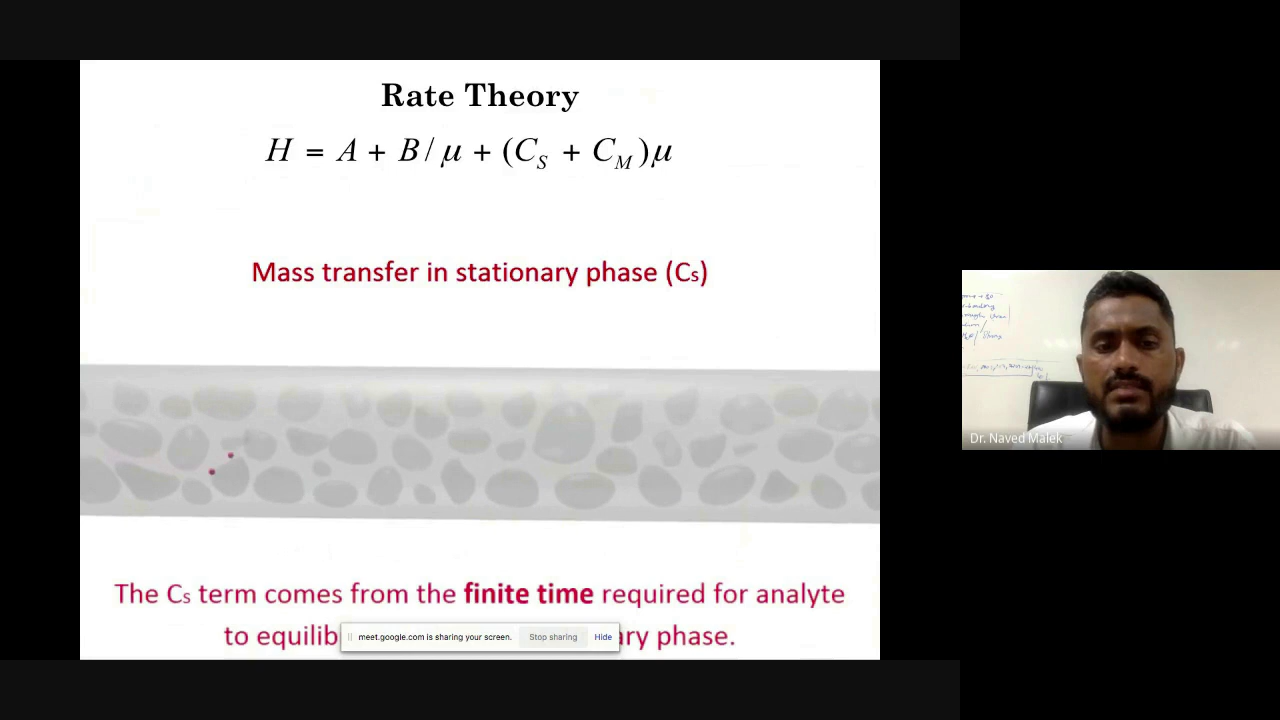 Rate Theory
H = A + B / μ + (C_S + C_M)μ
Mass transfer in stationary phase (Cs)
The Cs term comes from the finite time required for analyte
to equilib ary phase.
meet.google.com is sharing your screen. Stop sharing Hide
Dr. Naved Malek